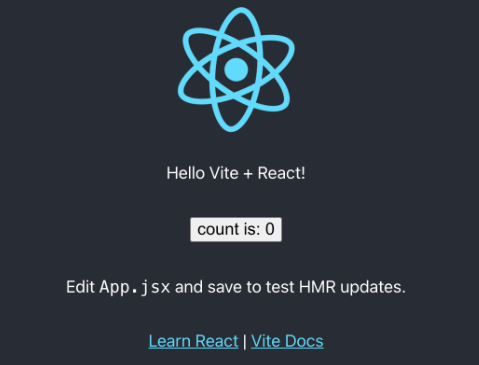 Hello Vite + React!
count is: 0
Edit App.jsx and save to test HMR updates.
Learn React | Vite Docs